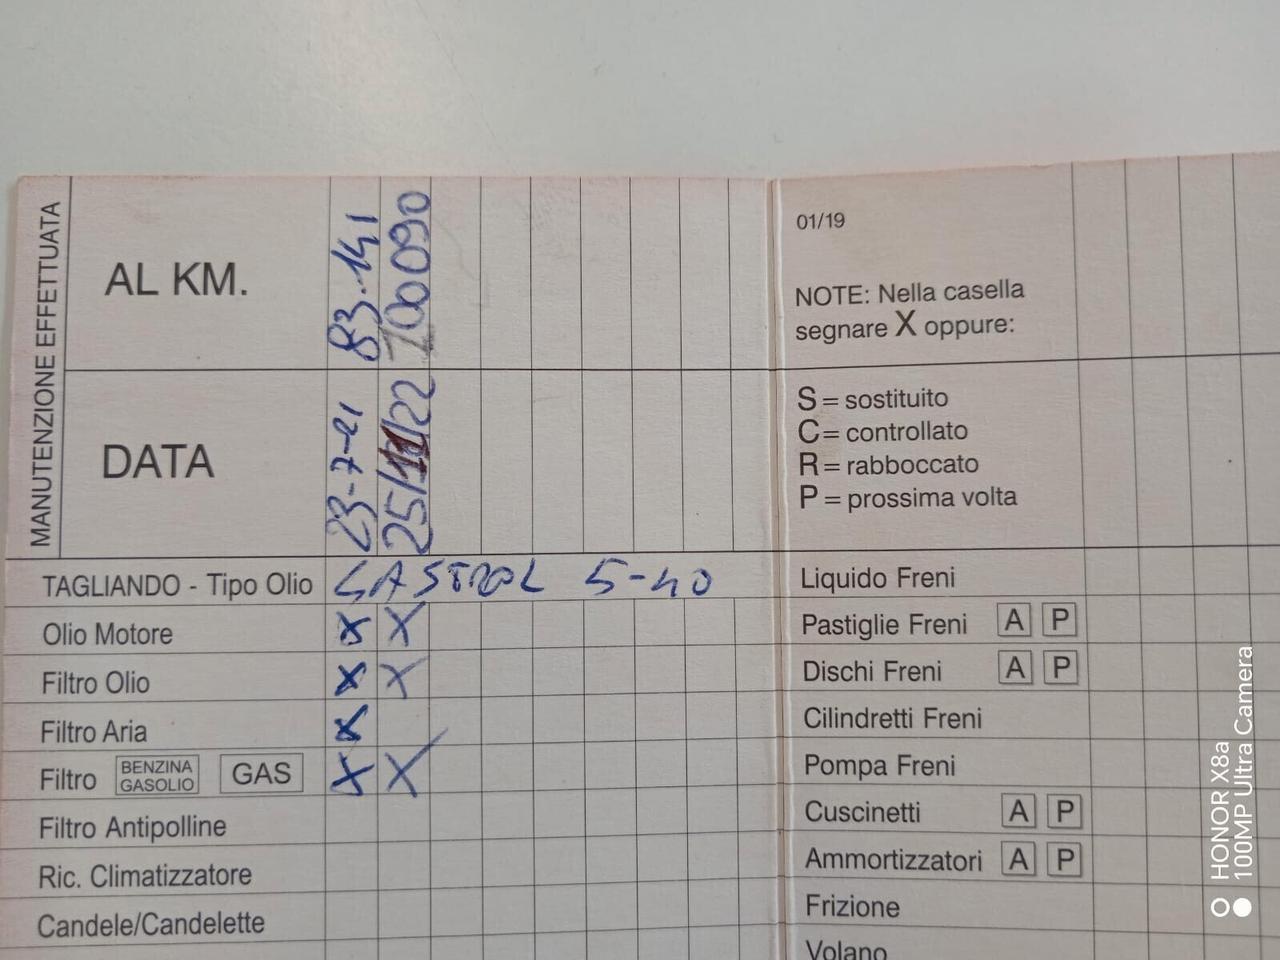 MANUTENZIONE EFFETTUATA
AL KM. 83.141 100090
DATA 23-7-21 25/11/22
TAGLIANDO - Tipo Olio CASTROL 5-40
Olio Motore X X
Filtro Olio X X
Filtro Aria X
Filtro BENZINA GASOLIO GAS X X
Filtro Antipolline
Ric. Climatizzatore
Candele/Candelette
01/19
NOTE: Nella casella
segnare X oppure:
S = sostituito
C = controllato
R = rabboccato
P = prossima volta
Liquido Freni
Pastiglie Freni A P
Dischi Freni A P
Cilindretti Freni
Pompa Freni
Cuscinetti A P
Ammortizzatori A P
Frizione
Volano
HONOR X8a
100MP Ultra Camera